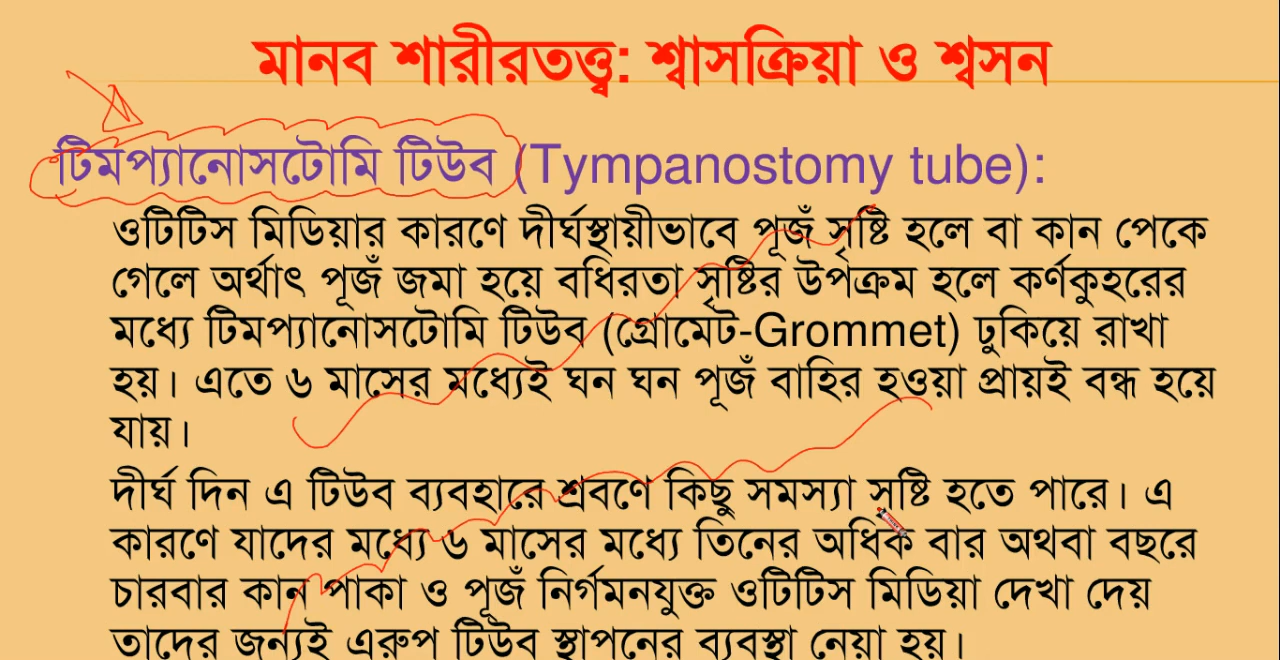 মানব শারীরতত্ত্ব: শ্বাসক্রিয়া ও শ্বসন
টিমপ্যানোসটোমি টিউব (Tympanostomy tube):
ওটিটিস মিডিয়ার কারণে দীর্ঘস্থায়ীভাবে পূজঁ সৃষ্টি হলে বা কান পেকে
গেলে অর্থাৎ পূজঁ জমা হয়ে বধিরতা সৃষ্টির উপক্রম হলে কর্ণকুহরের
মধ্যে টিমপ্যানোসটোমি টিউব (গ্রোমেট-Grommet) ঢুকিয়ে রাখা
হয়। এতে ৬ মাসের মধ্যেই ঘন ঘন পূজঁ বাহির হওয়া প্রায়ই বন্ধ হয়ে
যায়।
দীর্ঘ দিন এ টিউব ব্যবহারে শ্রবণে কিছু সমস্যা সৃষ্টি হতে পারে। এ
কারণে যাদের মধ্যে ৬ মাসের মধ্যে তিনের অধিক বার অথবা বছরে
চারবার কান পাকা ও পূজঁ নির্গমনযুক্ত ওটিটিস মিডিয়া দেখা দেয়
তাদের জন্যই এরুপ টিউব স্থাপনের ব্যবস্থা নেয়া হয়।